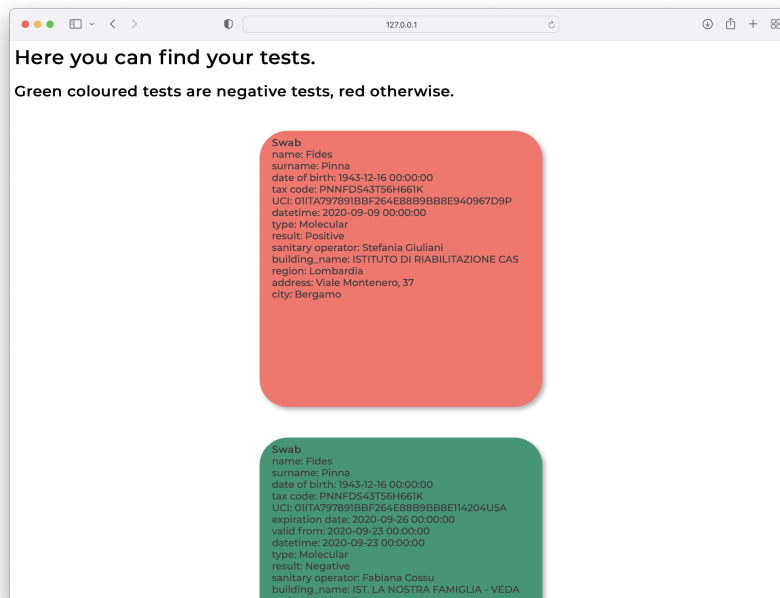 127.0.0.1
Here you can find your tests.
Green coloured tests are negative tests, red otherwise.
Swab
name: Fides
surname: Pinna
date of birth: 1943-12-16 00:00:00
tax code: PNNFDS43T56H661K
UCI: 01ITA797891BBF264E88B9BB8E940967D9P
datetime: 2020-09-09 00:00:00
type: Molecular
result: Positive
sanitary operator: Stefania Giuliani
building_name: ISTITUTO DI RIABILITAZIONE CAS
region: Lombardia
address: Viale Montenero, 37
city: Bergamo
Swab
name: Fides
surname: Pinna
date of birth: 1943-12-16 00:00:00
tax code: PNNFDS43T56H661K
UCI: 01ITA797891BBF264E88B9BB8E114204U5A
expiration date: 2020-09-26 00:00:00
valid from: 2020-09-23 00:00:00
datetime: 2020-09-23 00:00:00
type: Molecular
result: Negative
sanitary operator: Fabiana Cossu
building_name: IST. LA NOSTRA FAMIGLIA - VEDA